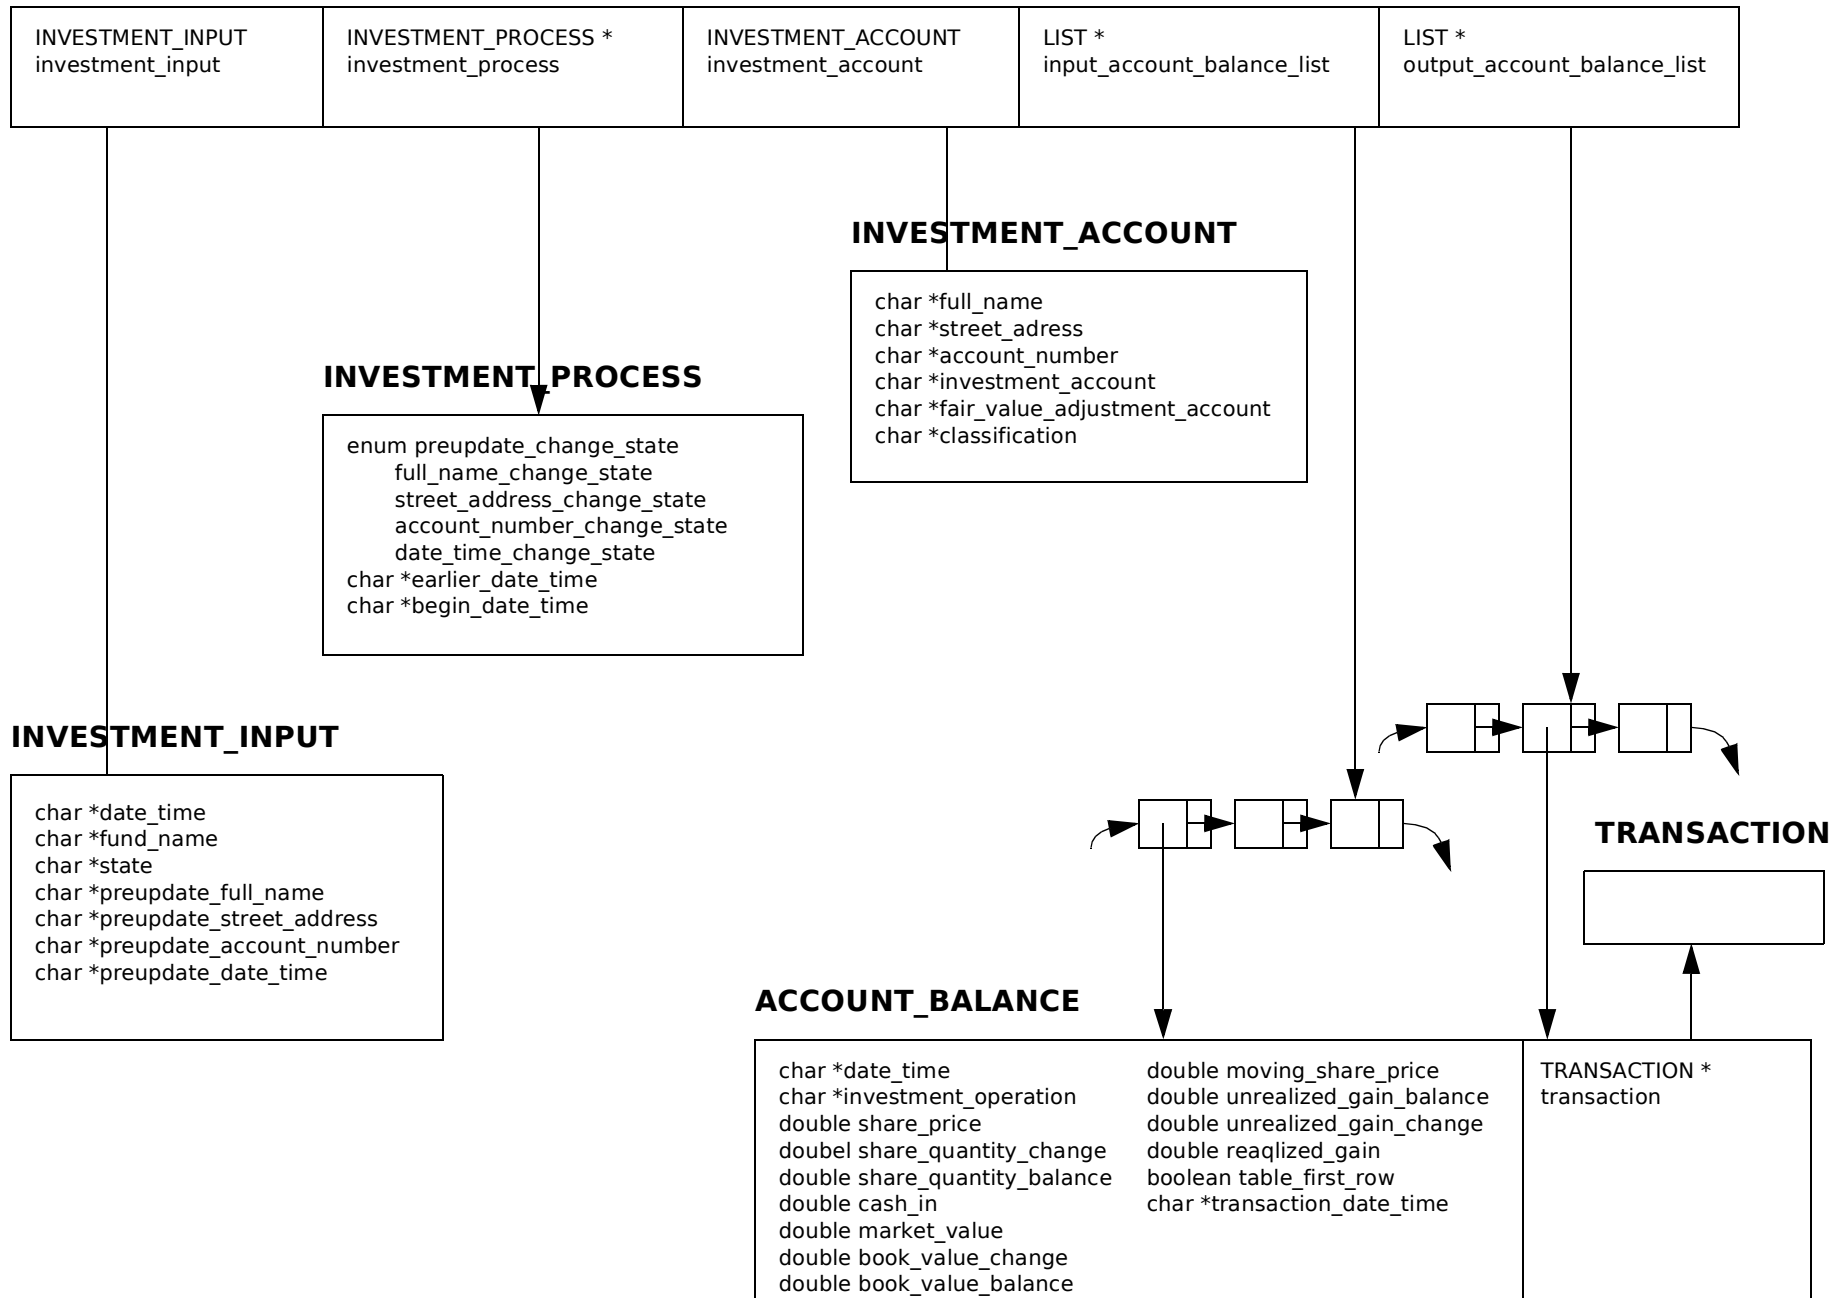 INVESTMENT_INPUT
investment_input
INVESTMENT_PROCESS *
investment_process
INVESTMENT_ACCOUNT
investment_account
LIST *
input_account_balance_list
LIST *
output_account_balance_list
INVESTMENT_ACCOUNT
char *full_name
char *street_adress
char *account_number
char *investment_account
char *fair_value_adjustment_account
char *classification
INVESTMENT_PROCESS
enum preupdate_change_state
full_name_change_state
street_address_change_state
account_number_change_state
date_time_change_state
char *earlier_date_time
char *begin_date_time
INVESTMENT_INPUT
char *date_time
char *fund_name
char *state
char *preupdate_full_name
char *preupdate_street_address
char *preupdate_account_number
char *preupdate_date_time
TRANSACTION
ACCOUNT_BALANCE
char *date_time
char *investment_operation
double share_price
doubel share_quantity_change
double share_quantity_balance
double cash_in
double market_value
double book_value_change
double book_value_balance
double moving_share_price
double unrealized_gain_balance
double unrealized_gain_change
double reaqlized_gain
boolean table_first_row
char *transaction_date_time
TRANSACTION *
transaction